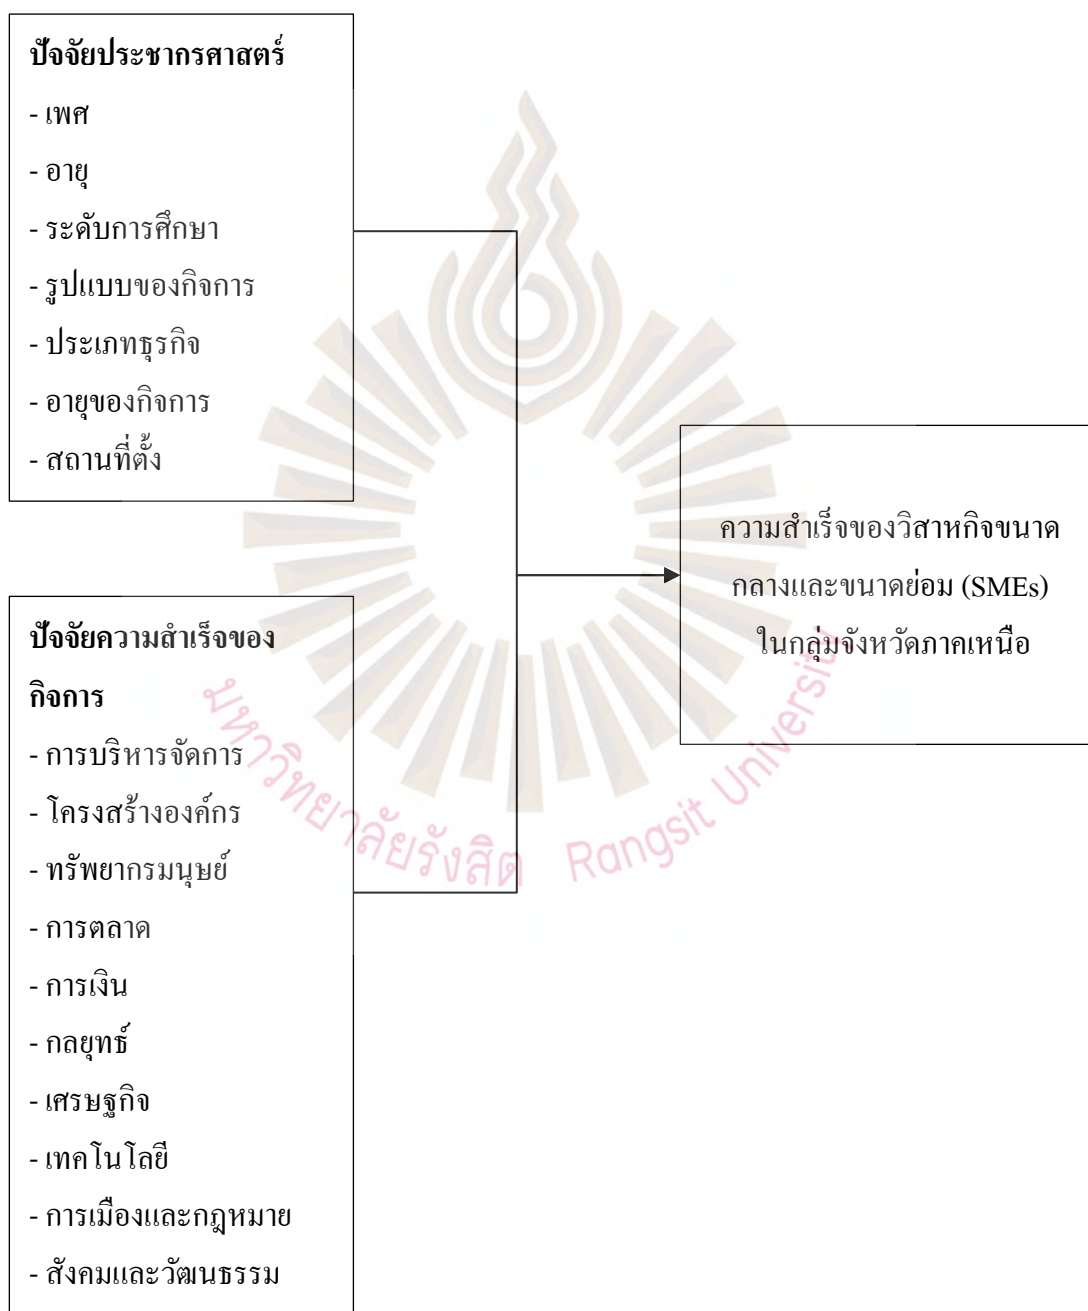 ปัจจัยประชากรศาสตร์
- เพศ
- อายุ
- ระดับการศึกษา
- รูปแบบของกิจการ
- ประเภทธุรกิจ
- อายุของกิจการ
- สถานที่ตั้ง
ความสำเร็จของวิสาหกิจขนาด
กลางและขนาดย่อม (SMEs)
ในกลุ่มจังหวัดภาคเหนือ
ปัจจัยความสำเร็จของ
กิจการ
- การบริหารจัดการ
- โครงสร้างองค์กร
- ทรัพยากรมนุษย์
- การตลาด
- การเงิน
- กลยุทธ์
- เศรษฐกิจ
- เทคโนโลยี
- การเมืองและกฎหมาย
- สังคมและวัฒนธรรม
มหาวิทยาลัยรังสิต Rangsit University